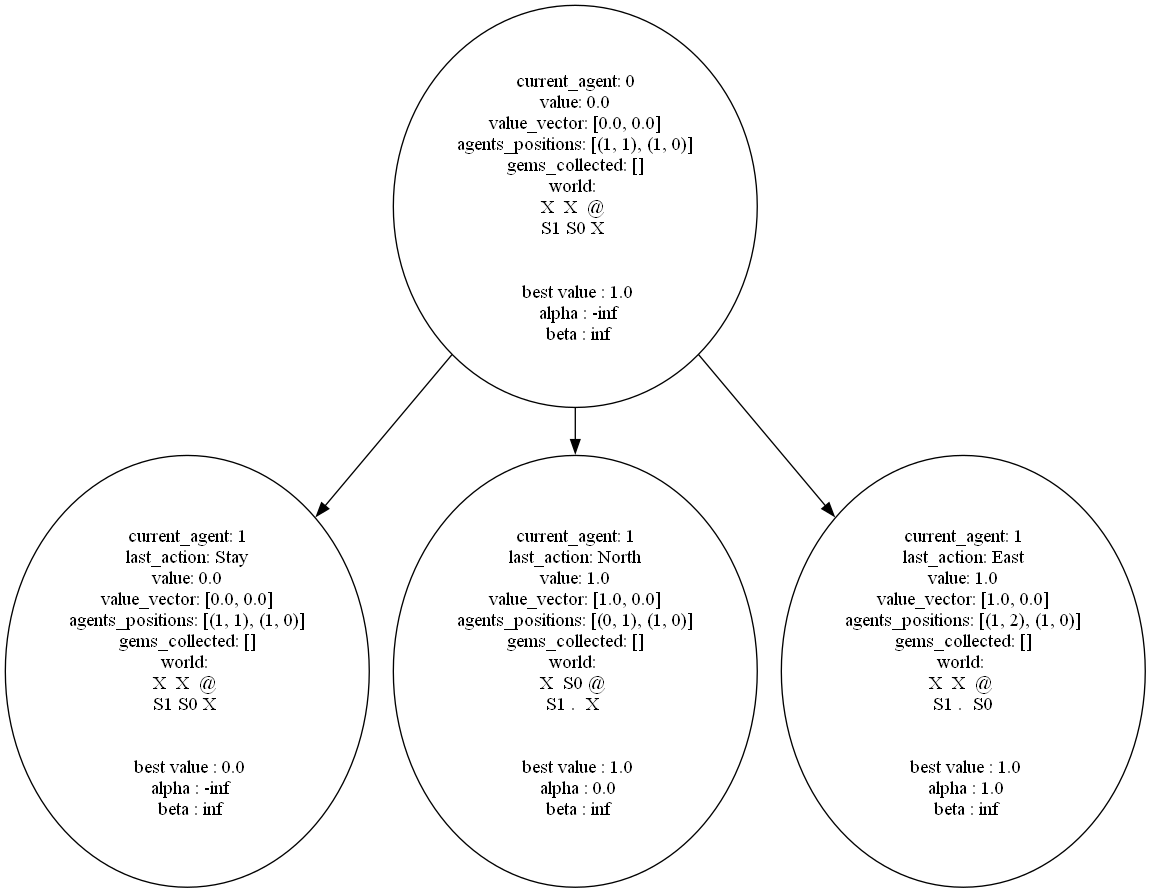 current_agent: 0
value: 0.0
value_vector: [0.0, 0.0]
agents_positions: [(1, 1), (1, 0)]
gems_collected: []
world:
X X @
S1 S0 X
best value : 1.0
alpha : -inf
beta : inf
current_agent: 1
last_action: Stay
value: 0.0
value_vector: [0.0, 0.0]
agents_positions: [(1, 1), (1, 0)]
gems_collected: []
world:
X X @
S1 S0 X
best value : 0.0
alpha : -inf
beta : inf
current_agent: 1
last_action: North
value: 1.0
value_vector: [1.0, 0.0]
agents_positions: [(0, 1), (1, 0)]
gems_collected: []
world:
X S0 @
S1 . X
best value : 1.0
alpha : 0.0
beta : inf
current_agent: 1
last_action: East
value: 1.0
value_vector: [1.0, 0.0]
agents_positions: [(1, 2), (1, 0)]
gems_collected: []
world:
X X @
S1 . S0
best value : 1.0
alpha : 1.0
beta : inf